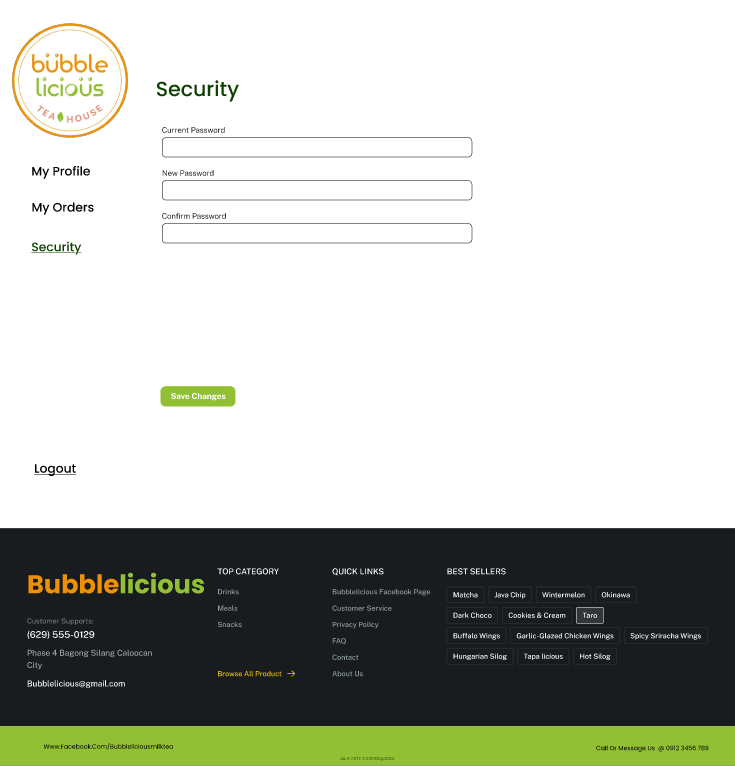 bübble
licioüs
TEA HOUSE
Security
Current Password
New Password
Confirm Password
My Profile
My Orders
Security
Save Changes
Logout
Bubblelicious
Customer Supports:
(629) 555-0129
Phase 4 Bagong Silang Caloocan
City
Bubblelicious@gmail.com
TOP CATEGORY
Drinks
Meals
Snacks
Browse All Product
QUICK LINKS
Bubblelicious Facebook Page
Customer Service
Privacy Policy
FAQ
Contact
About Us
BEST SELLERS
Matcha Java Chip Wintermelon Okinawa
Dark Choco Cookies & Cream Taro
Buffalo Wings Garlic-Glazed Chicken Wings Spicy Sriracha Wings
Hungarian Silog Tapa licious Hot Silog
Www.Facebook.Com/Bubbleliciousmilktea
Call Or Message Us @ 0912 3456 789